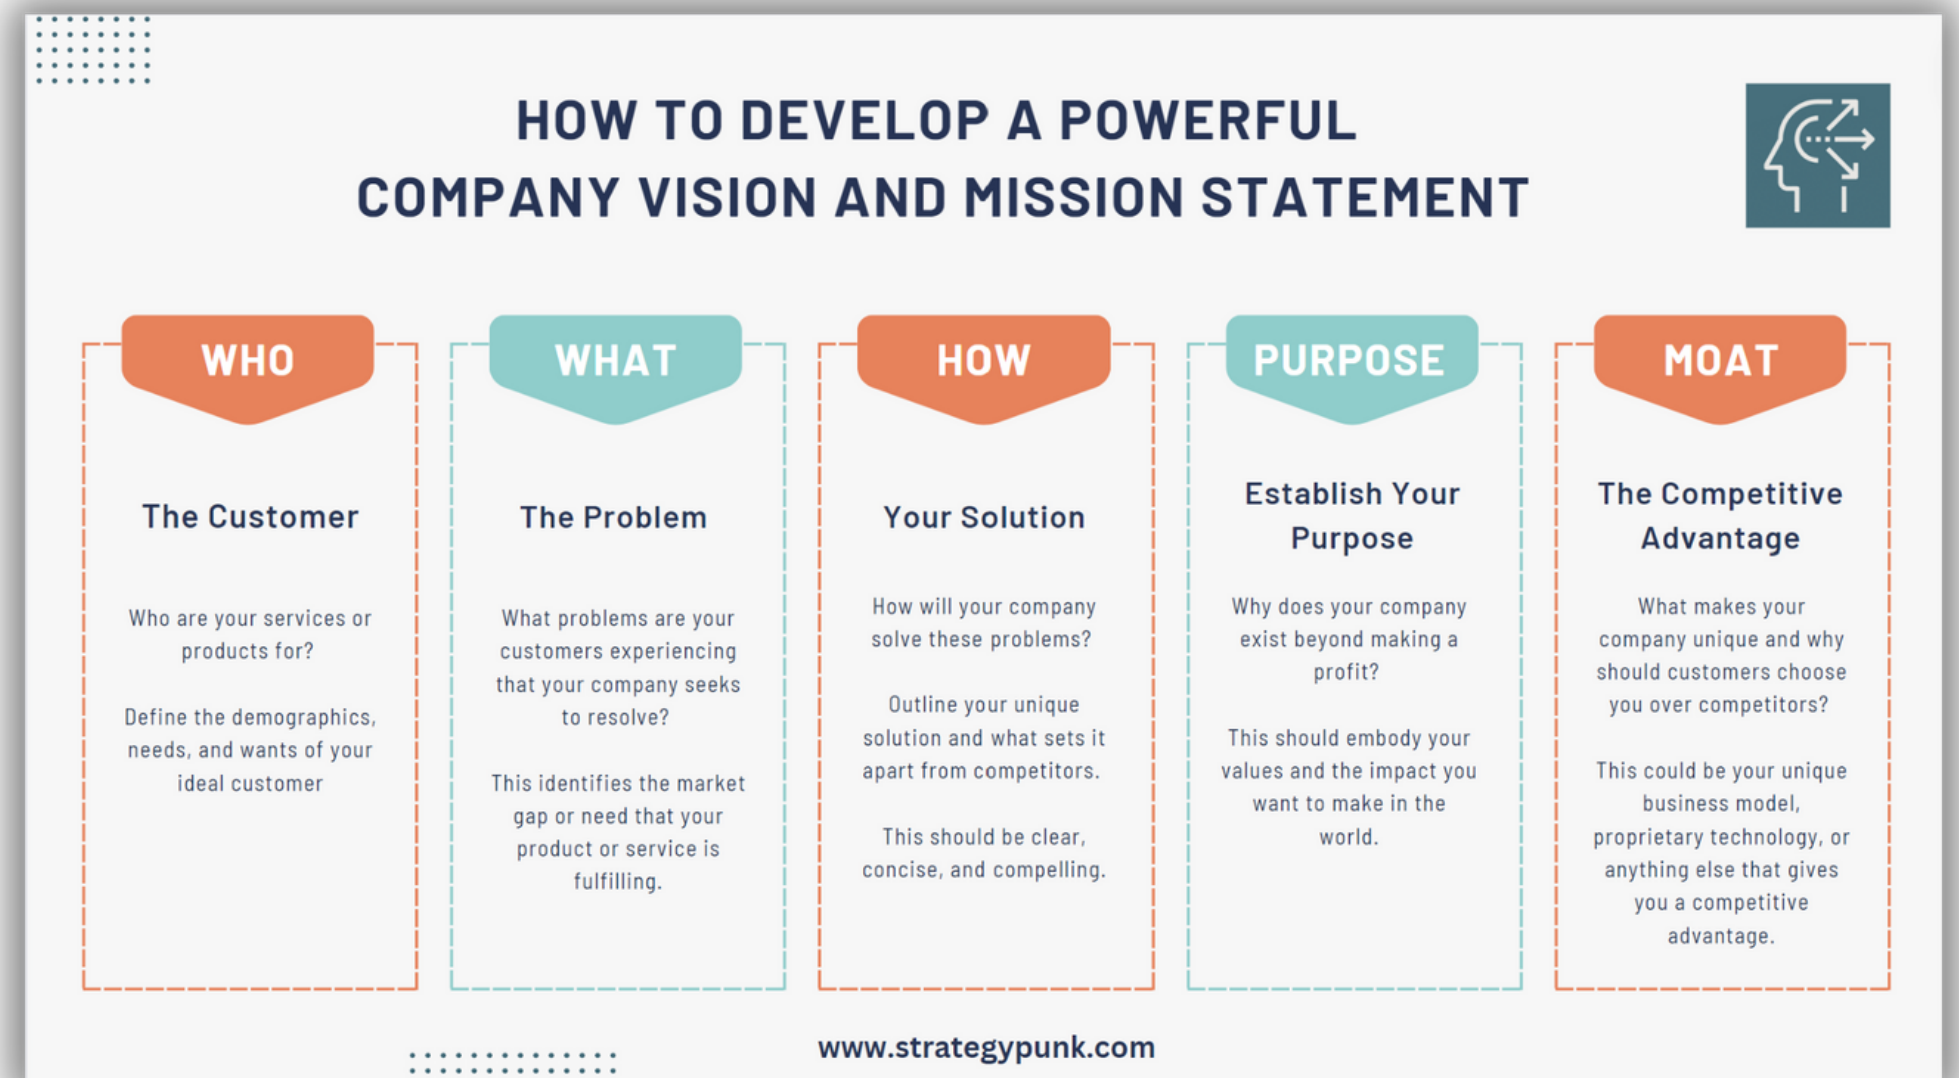 HOW TO DEVELOP A POWERFUL
COMPANY VISION AND MISSION STATEMENT
WHO
The Customer
Who are your services or
products for?
Define the demographics,
needs, and wants of your
ideal customer
WHAT
The Problem
What problems are your
customers experiencing
that your company seeks
to resolve?
This identifies the market
gap or need that your
product or service is
fulfilling.
HOW
Your Solution
How will your company
solve these problems?
Outline your unique
solution and what sets it
apart from competitors.
This should be clear,
concise, and compelling.
PURPOSE
Establish Your
Purpose
Why does your company
exist beyond making a
profit?
This should embody your
values and the impact you
want to make in the
world.
MOAT
The Competitive
Advantage
What makes your
company unique and why
should customers choose
you over competitors?
This could be your unique
business model,
proprietary technology, or
anything else that gives
you a competitive
advantage.
www.strategypunk.com